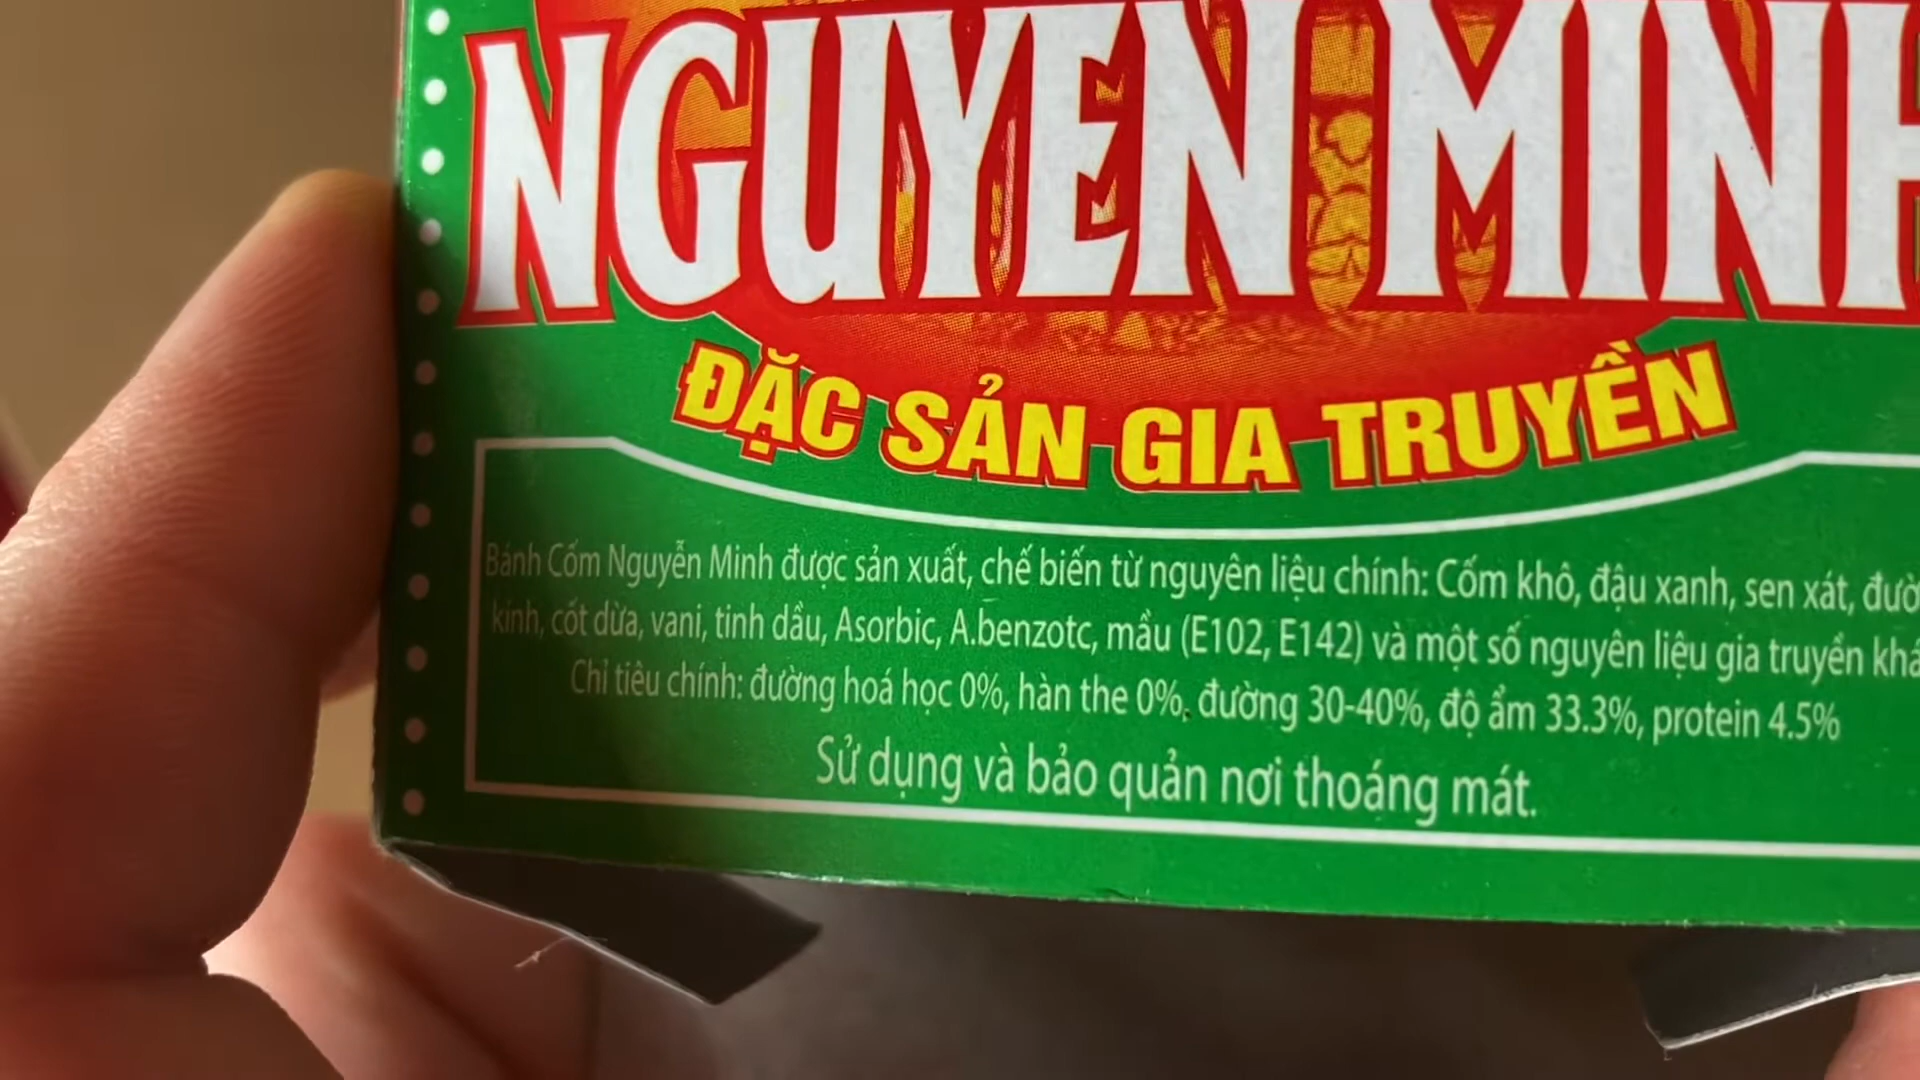 NGUYEN MINH
ĐẶC SẢN GIA TRUYỀN
Bánh Cốm Nguyễn Minh được sản xuất, chế biến từ nguyên liệu chính: Cốm khô, đậu xanh, sen xát,
kính, cốt dừa, vani, tinh dầu, Asorbic, A.benzotc, mầu (E102, E142) và một số nguyên liệu gia truyền
Chỉ tiêu chính: đường hoá học 0%, hàn the 0%. đường 30-40%, độ ẩm 33.3%, protein 4.5%
Sử dụng và bảo quản nơi thoáng mát.